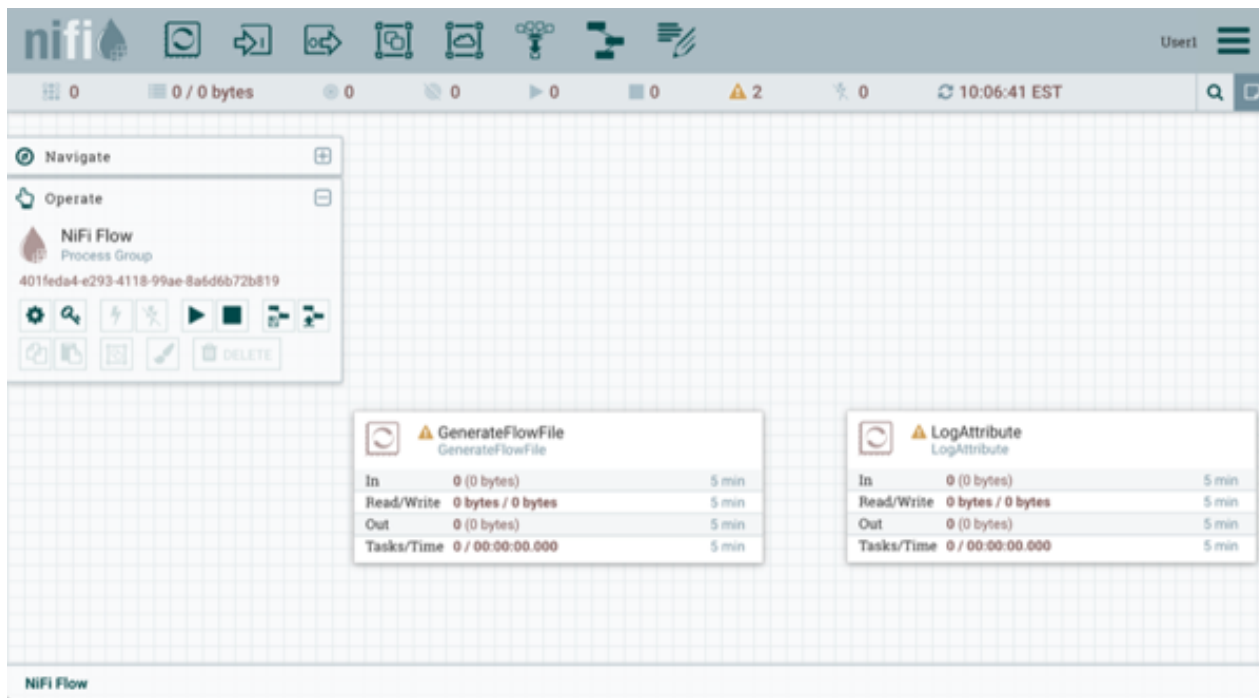 nifi
User1
0 0 / 0 bytes 0 0 0 0 2 0 10:06:41 EST
Navigate
Operate
NiFi Flow
Process Group
401feda4-e293-4118-99ae-8a6d6b72b819
DELETE
GenerateFlowFile
GenerateFlowFile
In 0 (0 bytes) 5 min
Read/Write 0 bytes / 0 bytes 5 min
Out 0 (0 bytes) 5 min
Tasks/Time 0 / 00:00:00.000 5 min
LogAttribute
LogAttribute
In 0 (0 bytes) 5 min
Read/Write 0 bytes / 0 bytes 5 min
Out 0 (0 bytes) 5 min
Tasks/Time 0 / 00:00:00.000 5 min
NiFi Flow